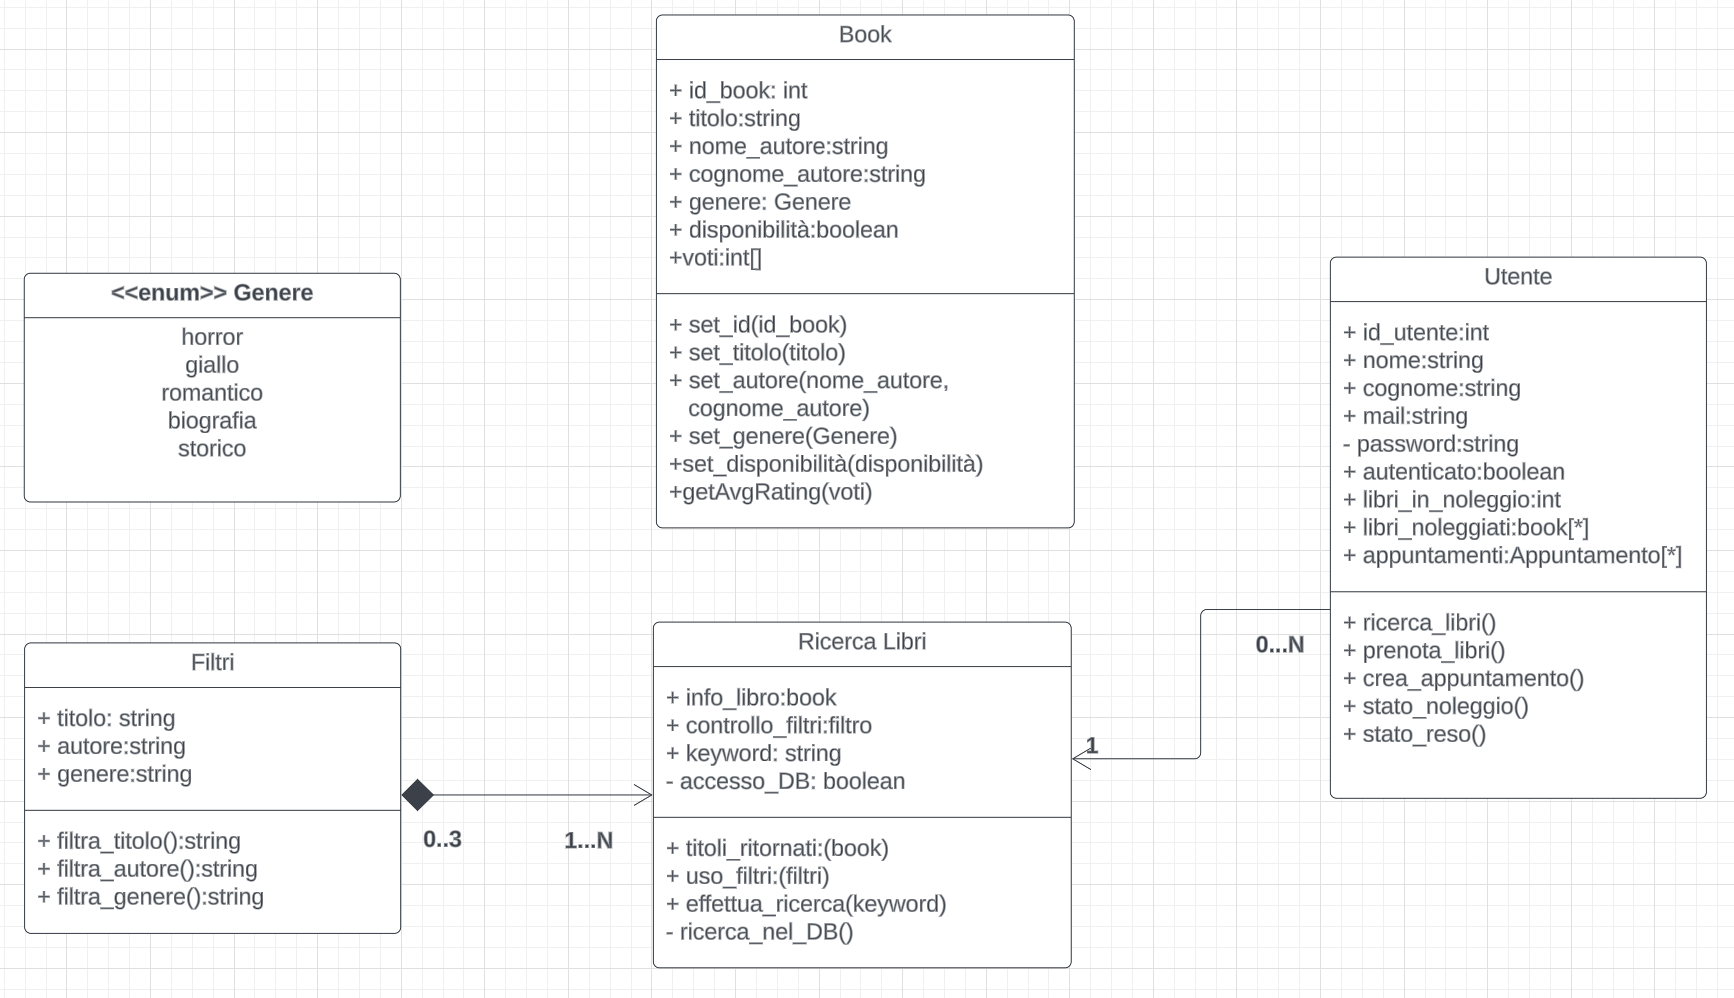 Book
+ id_book: int
+ titolo:string
+ nome_autore:string
+ cognome_autore:string
+ genere: Genere
+ disponibilità:boolean
+voti:int[]
+ set_id(id_book)
+ set_titolo(titolo)
+ set_autore(nome_autore,
cognome_autore)
+ set_genere(Genere)
+set_disponibilità(disponibilità)
+getAvgRating(voti)
<<enum>> Genere
horror
giallo
romantico
biografia
storico
Utente
+ id_utente:int
+ nome:string
+ cognome:string
+ mail:string
- password:string
+ autenticato:boolean
+ libri_in_noleggio:int
+ libri_noleggiati:book[*]
+ appuntamenti:Appuntamento[*]
+ ricerca_libri()
+ prenota_libri()
+ crea_appuntamento()
+ stato_noleggio()
+ stato_reso()
Filtri
+ titolo: string
+ autore:string
+ genere:string
+ filtra_titolo():string
+ filtra_autore():string
+ filtra_genere():string
0..3
1...N
Ricerca Libri
+ info_libro:book
+ controllo_filtri:filtro
+ keyword: string
- accesso_DB: boolean
+ titoli_ritornati:(book)
+ uso_filtri:(filtri)
+ effettua_ricerca(keyword)
- ricerca_nel_DB()
0...N
1